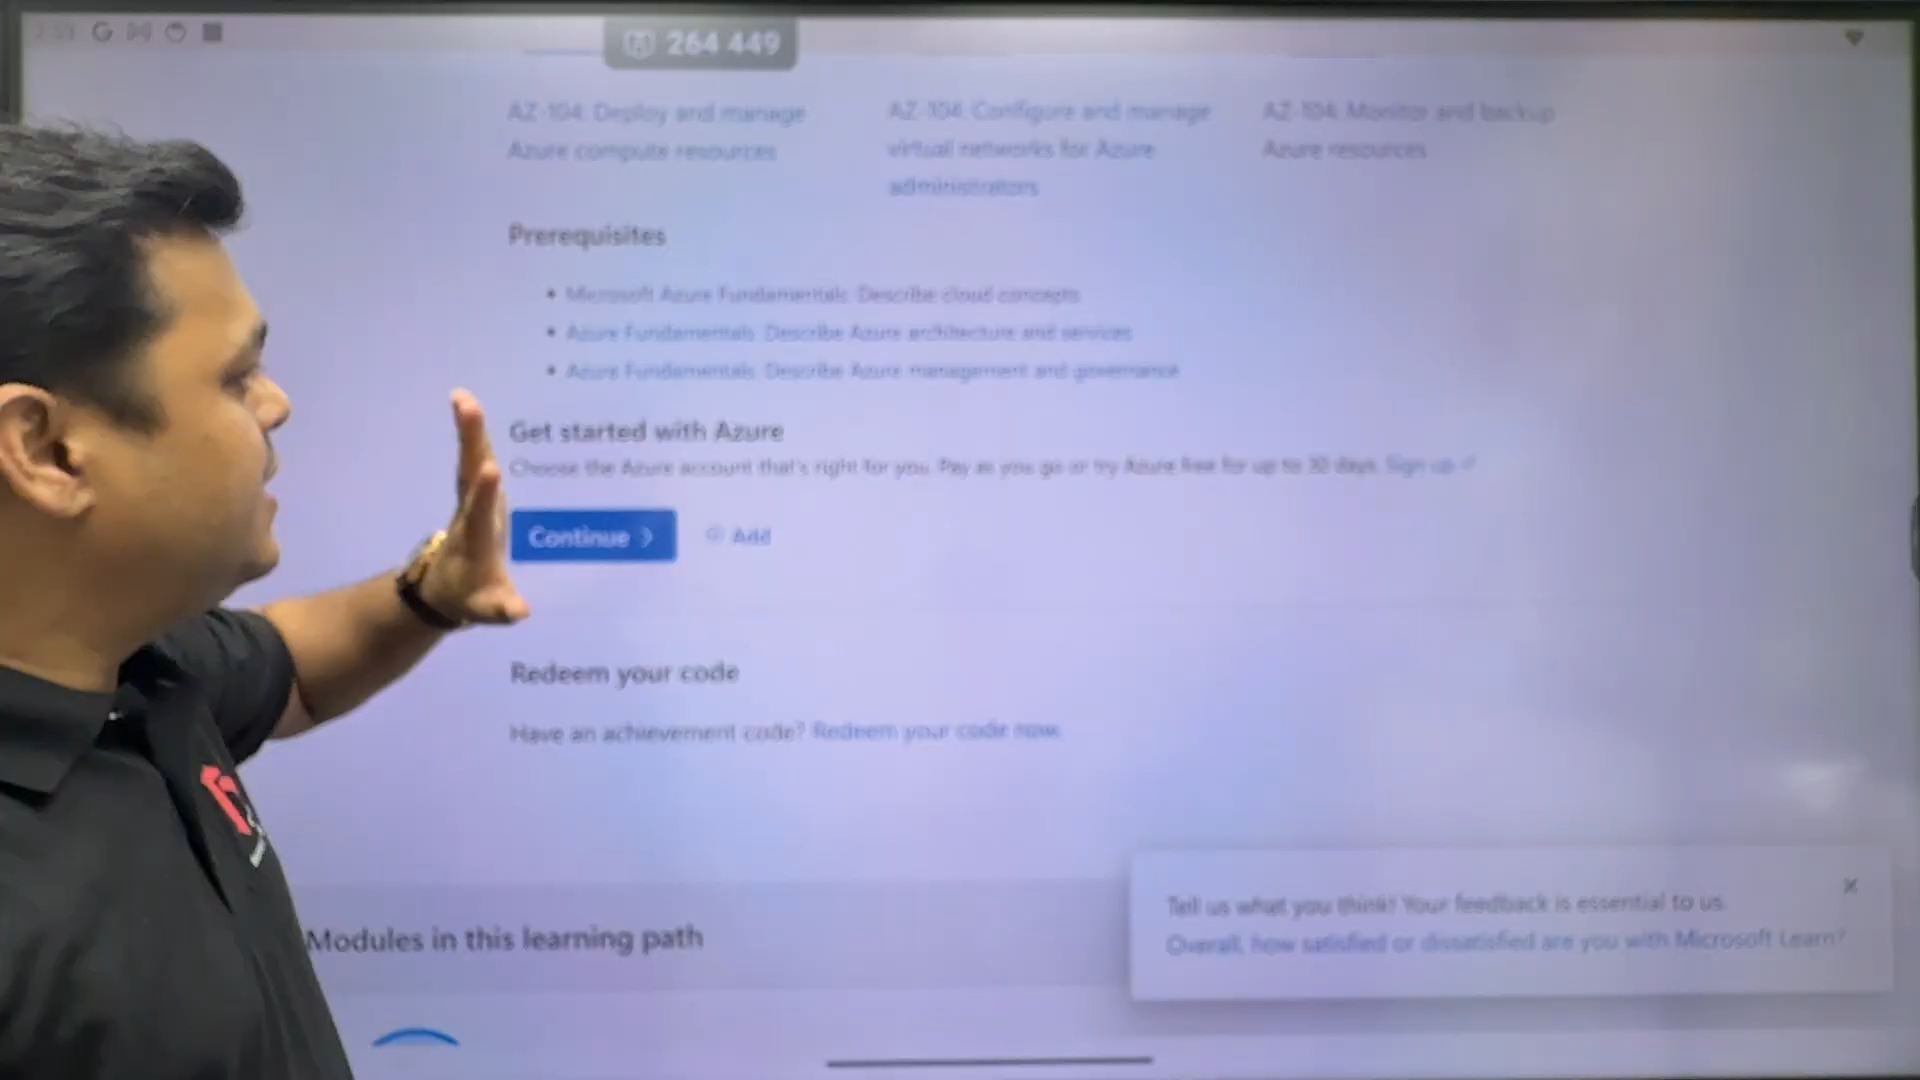 264 449
AZ-104: Deploy and manage
Azure compute resources
AZ-104: Configure and manage
virtual networks for Azure
administrators
AZ-104: Monitor and backup
Azure resources
Prerequisites
• Microsoft Azure Fundamentals: Describe cloud concepts
• Azure Fundamentals: Describe Azure architecture and services
• Azure Fundamentals: Describe Azure management and governance
Get started with Azure
Choose the Azure account that's right for you. Pay as you go or try Azure free for up to 30 days. Sign up
Continue
Add
Redeem your code
Have an achievement code? Redeem your code now.
Modules in this learning path
Tell us what you think! Your feedback is essential to us.
Overall, how satisfied or dissatisfied are you with Microsoft Learn?